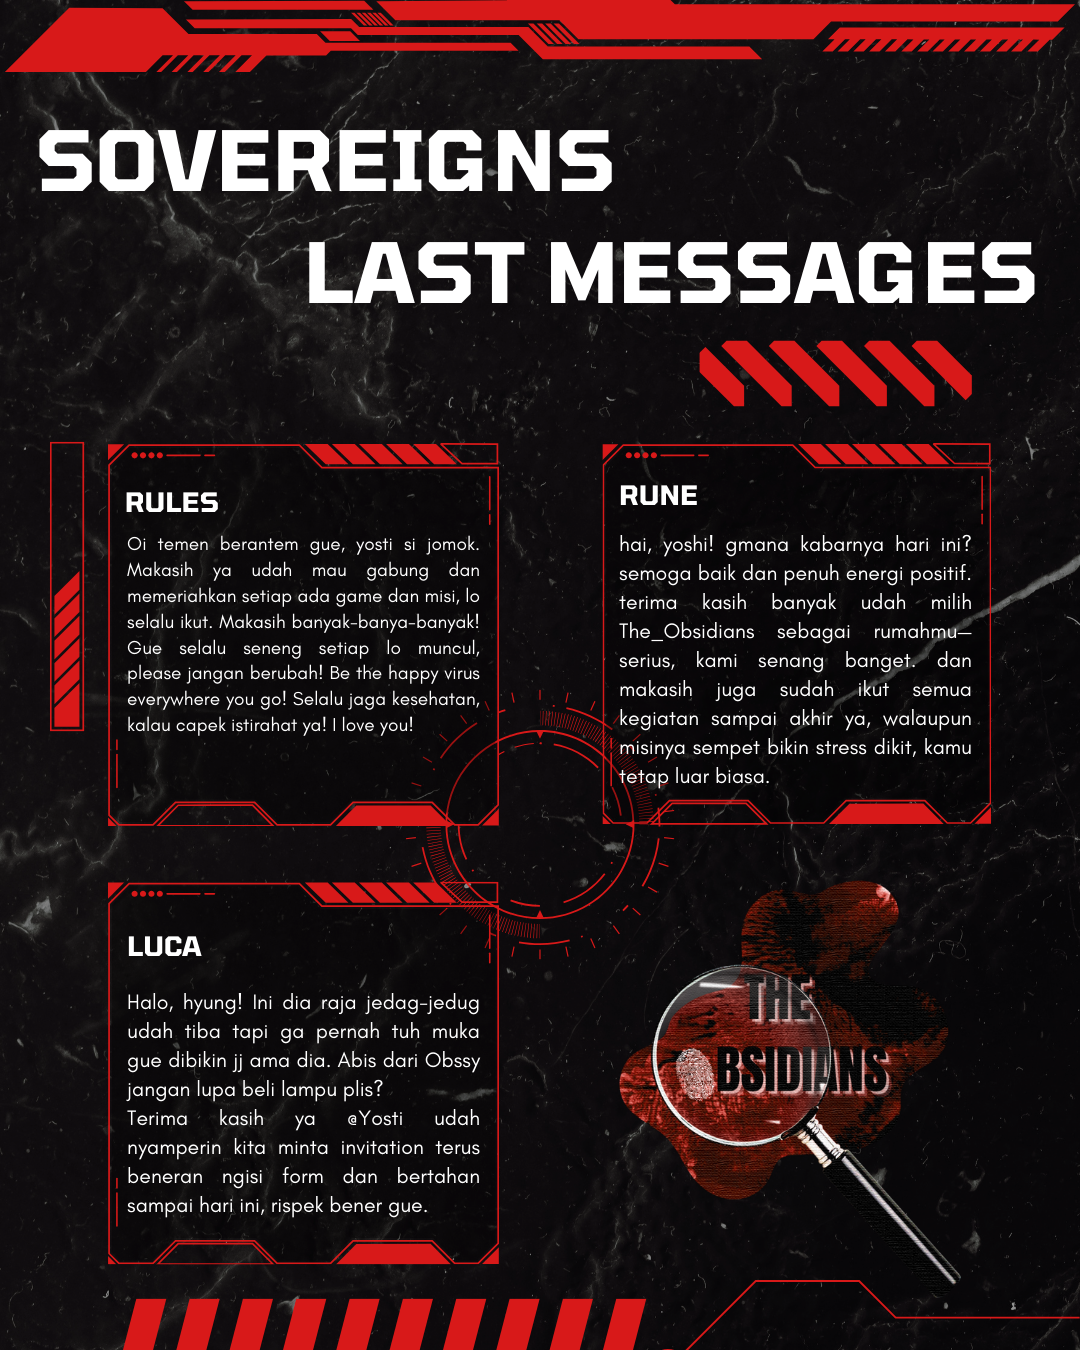 SOVEREIGNS
LAST MESSAGES
RULES
Oi temen berantem gue, yosti si jomok.
Makasih ya udah mau gabung dan
memeriahkan setiap ada game dan misi, lo
selalu ikut. Makasih banyak-banya-banyak!
Gue selalu seneng setiap lo muncul,
please jangan berubah! Be the happy virus
everywhere you go! Selalu jaga kesehatan,
kalau capek istirahat ya! I love you!
RUNE
hai, yoshi! gmana kabarnya hari ini?
semoga baik dan penuh energi positif.
terima kasih banyak udah milih
The_Obsidians sebagai rumahmu—
serius, kami senang banget. dan
makasih juga sudah ikut semua
kegiatan sampai akhir ya, walaupun
misinya sempet bikin stress dikit, kamu
tetap luar biasa.
LUCA
Halo, hyung! Ini dia raja jedag-jedug
udah tiba tapi ga pernah tuh muka
gue dibikin jj ama dia. Abis dari Obssy
jangan lupa beli lampu plis?
Terima kasih ya @Yosti udah
nyamperin kita minta invitation terus
beneran ngisi form dan bertahan
sampai hari ini, rispek bener gue.
THE
BSIDIANS